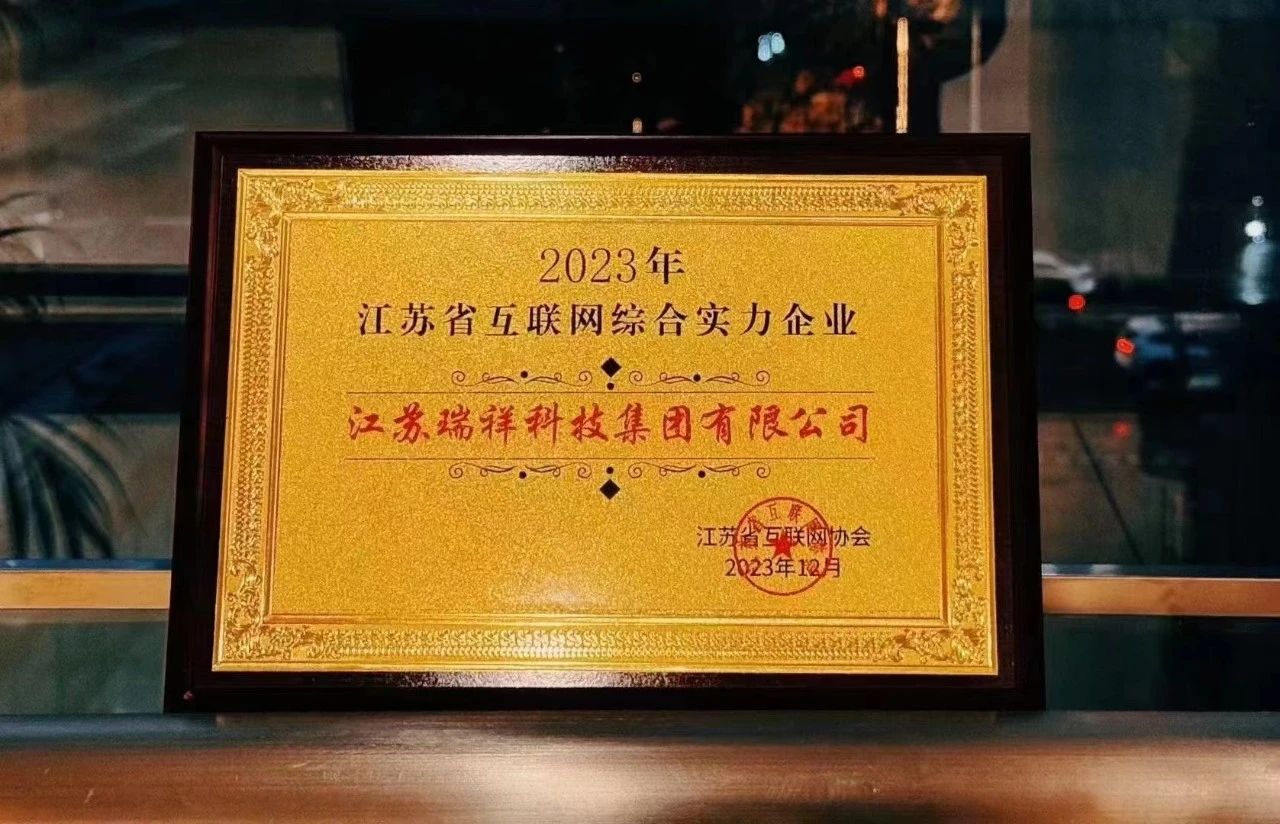 2023年
江苏省互联网综合实力企业
江苏瑞祥科技集团有限公司
江苏省互联网协会
2023年12月